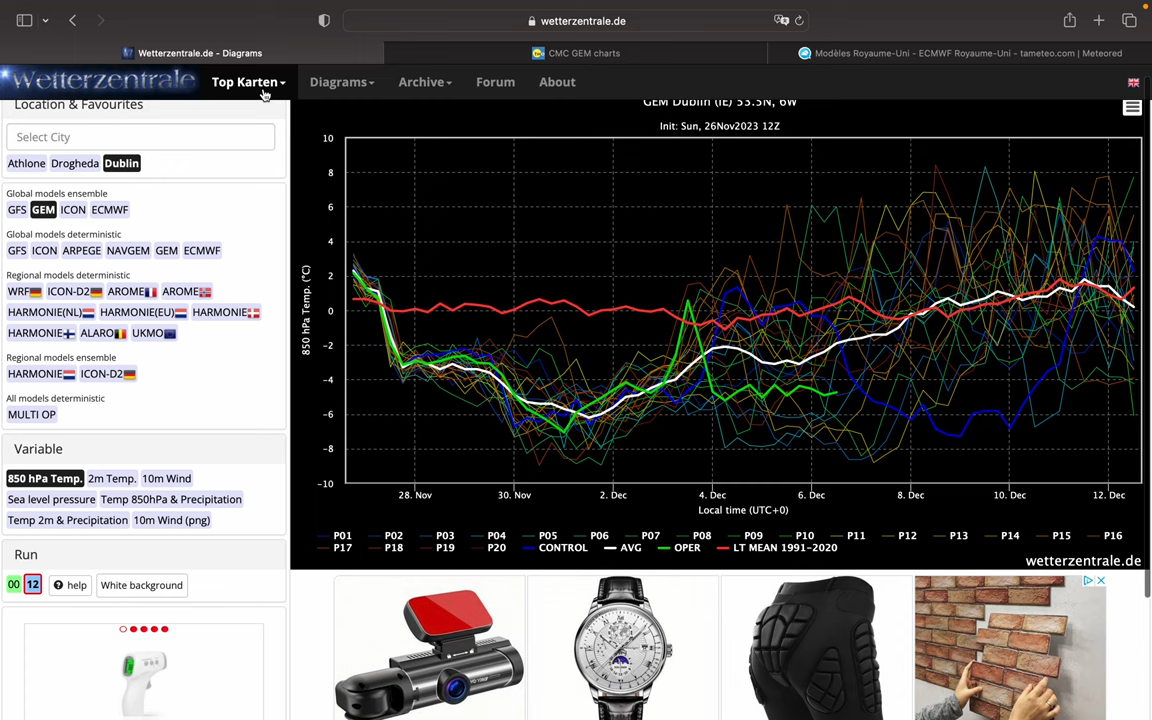 wetterzentrale.de
Wetterzentrale.de - Diagrams
CMC GEM charts
Modèles Royaume-Uni - ECMWF Royaume-Uni - tameteo.com | Meteored
Wetterzentrale
Top Karten
Diagrams
Archive
Forum
About
Location & Favourites
Select City
Athlone Drogheda Dublin
Global models ensemble
GFS GEM ICON ECMWF
Global models deterministic
GFS ICON ARPEGE NAVGEM GEM ECMWF
Regional models deterministic
WRF ICON-D2 AROME AROME
HARMONIE(NL) HARMONIE(EU) HARMONIE
HARMONIE ALARO UKMO
Regional models ensemble
HARMONIE ICON-D2
All models deterministic
MULTI OP
Variable
850 hPa Temp. 2m Temp. 10m Wind
Sea level pressure Temp 850hPa & Precipitation
Temp 2m & Precipitation 10m Wind (png)
Run
00 12 help White background
GEM Dublin (IE) 53.5N, 6W
Init: Sun, 26Nov2023 12Z
850 hPa Temp. (°C)
10
8
6
4
2
0
-2
-4
-6
-8
-10
28. Nov 30. Nov 2. Dec 4. Dec 6. Dec 8. Dec 10. Dec 12. Dec
Local time (UTC+0)
P01 P02 P03 P04 P05 P06 P07 P08 P09 P10 P11 P12 P13 P14 P15 P16
P17 P18 P19 P20 CONTROL AVG OPER LT MEAN 1991-2020
wetterzentrale.de